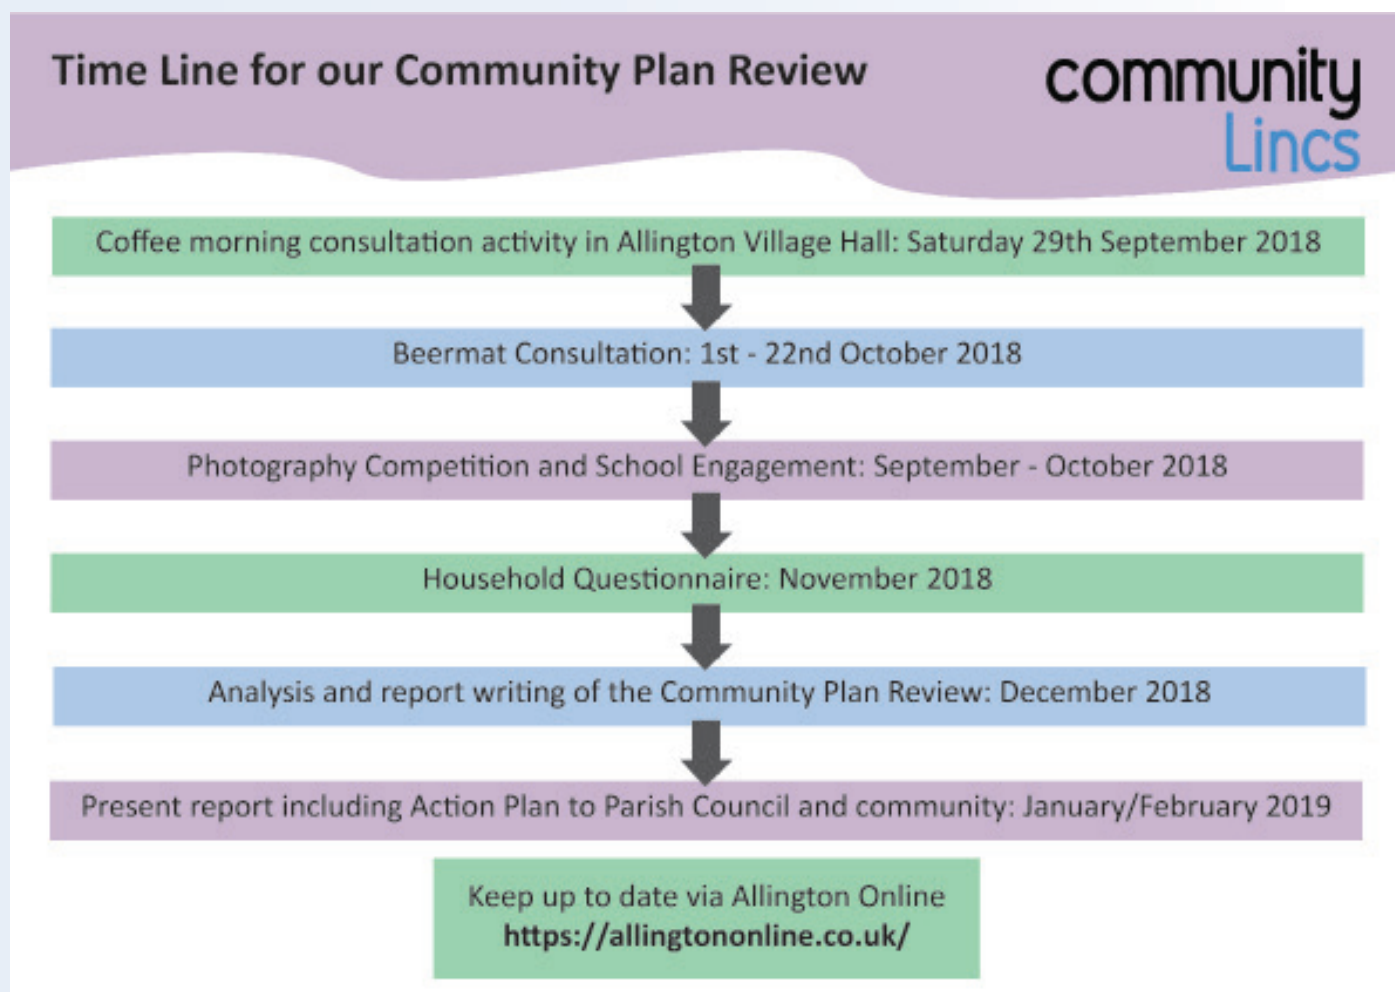 Time Line for our Community Plan Review
community
Lincs
Coffee morning consultation activity in Allington Village Hall: Saturday 29th September 2018
Beermat Consultation: 1st - 22nd October 2018
Photography Competition and School Engagement: September - October 2018
Household Questionnaire: November 2018
Analysis and report writing of the Community Plan Review: December 2018
Present report including Action Plan to Parish Council and community: January/February 2019
Keep up to date via Allington Online
https://allingtononline.co.uk/